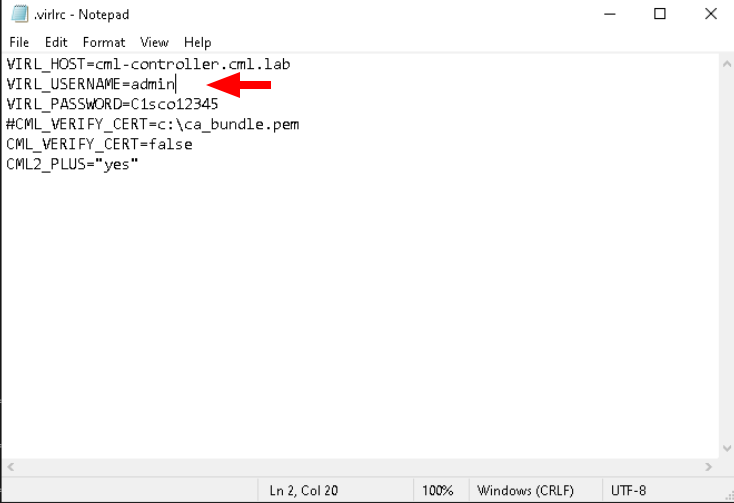 .virlrc - Notepad
File Edit Format View Help
VIRL_HOST=cml-controller.cml.lab
VIRL_USERNAME=admin
VIRL_PASSWORD=C1sco12345
#CML_VERIFY_CERT=c:\ca_bundle.pem
CML_VERIFY_CERT=false
CML2_PLUS="yes"
Ln 2, Col 20 100% Windows (CRLF) UTF-8